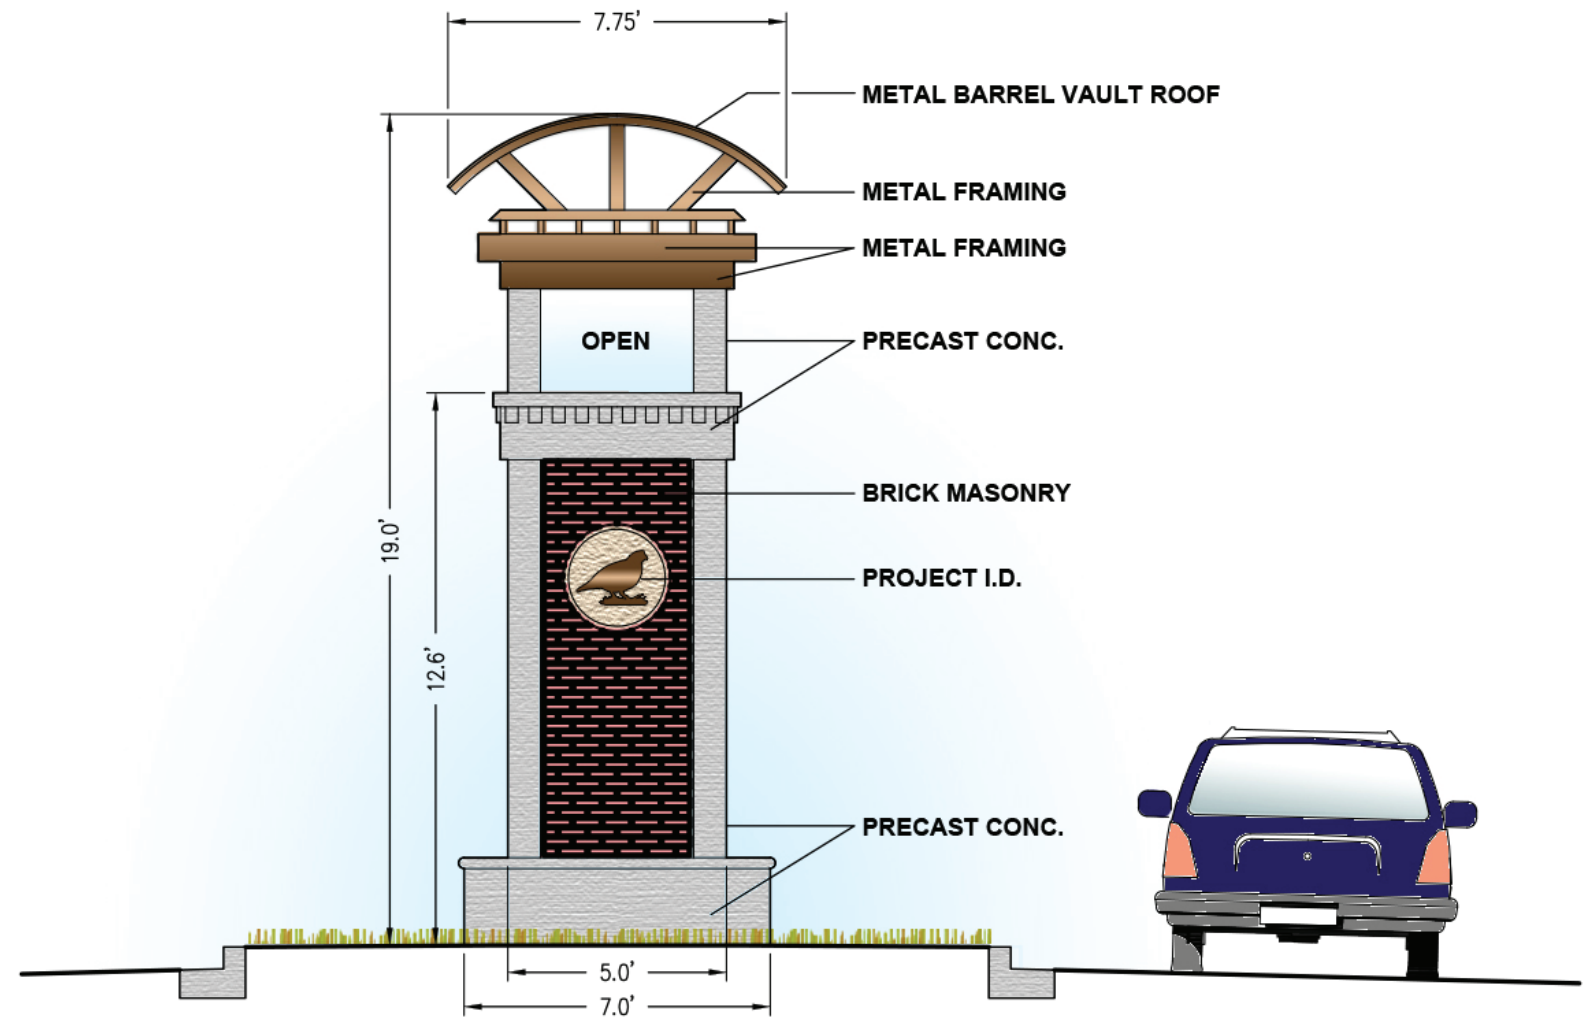 7.75'
METAL BARREL VAULT ROOF
METAL FRAMING
METAL FRAMING
OPEN
PRECAST CONC.
BRICK MASONRY
19.0'
PROJECT I.D.
12.6'
PRECAST CONC.
5.0'
7.0'